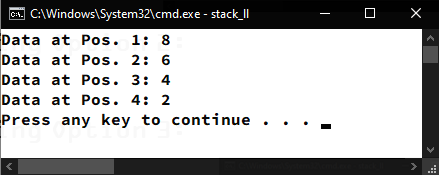 C:\Windows\System32\cmd.exe - stack_ll
Data at Pos. 1: 8
Data at Pos. 2: 6
Data at Pos. 3: 4
Data at Pos. 4: 2
Press any key to continue . . .